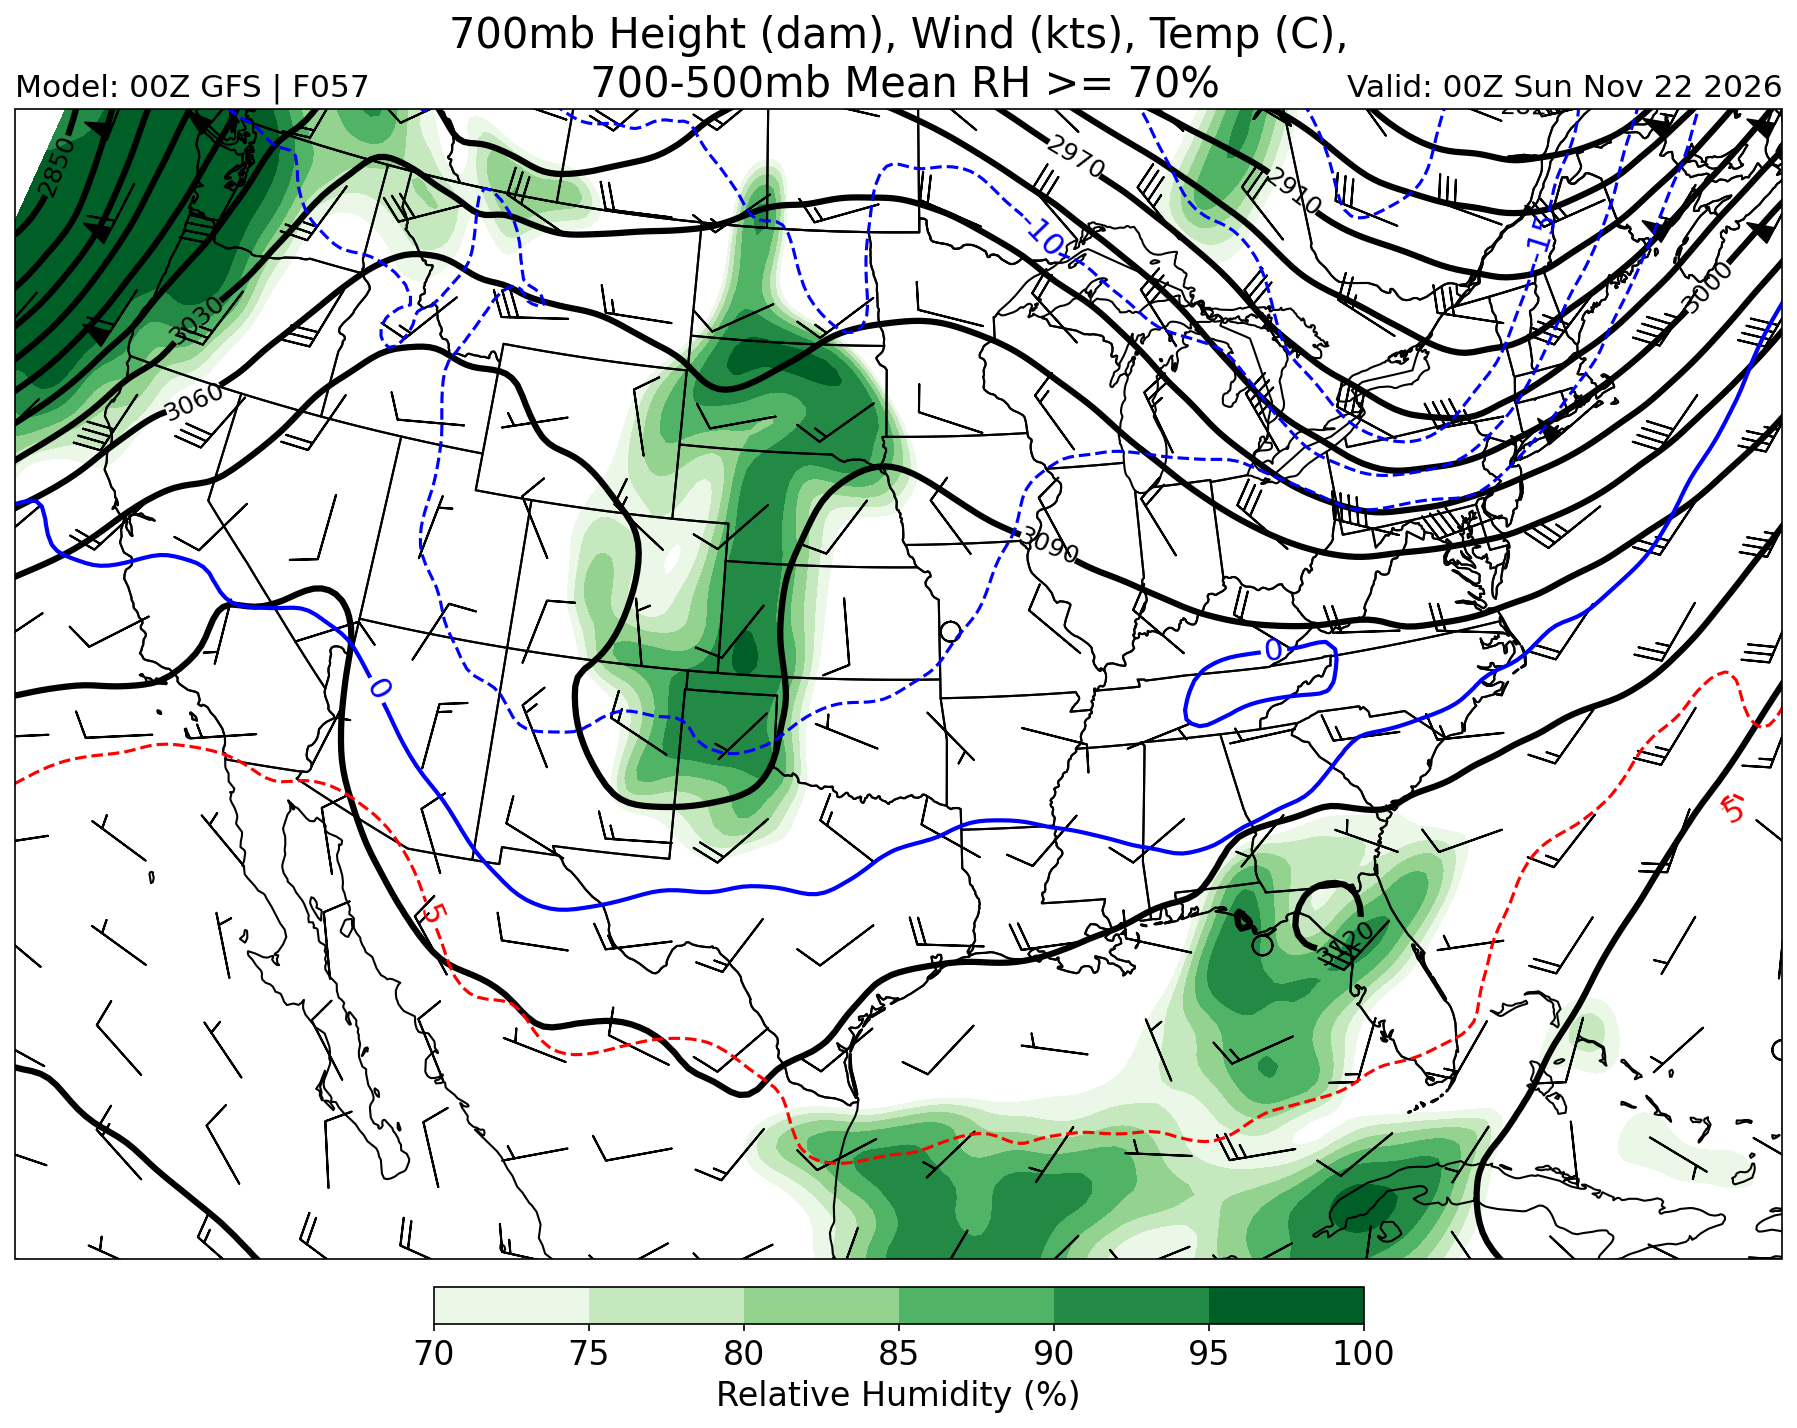 700mb Height (dam), Wind (kts), Temp (C),
Model: 00Z GFS | F057
700-500mb Mean RH >= 70%
Valid: 00Z Sun Nov 22 2026
2850
2970
2910
-10
-15
3000
3030
3060
3090
0
0
5
5
3120
70 75 80 85 90 95 100
Relative Humidity (%)